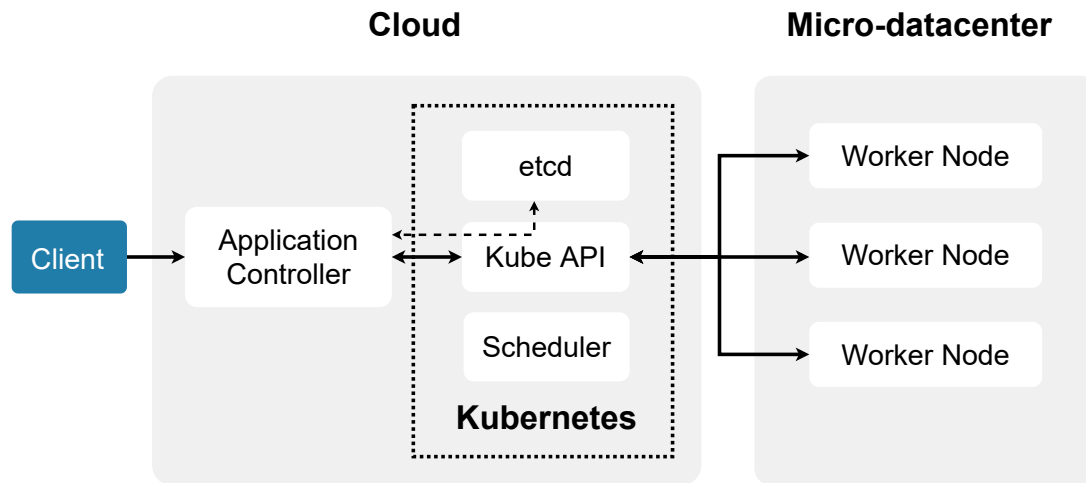 Cloud
Micro-datacenter
Client
Application
Controller
etcd
Kube API
Scheduler
Kubernetes
Worker Node
Worker Node
Worker Node